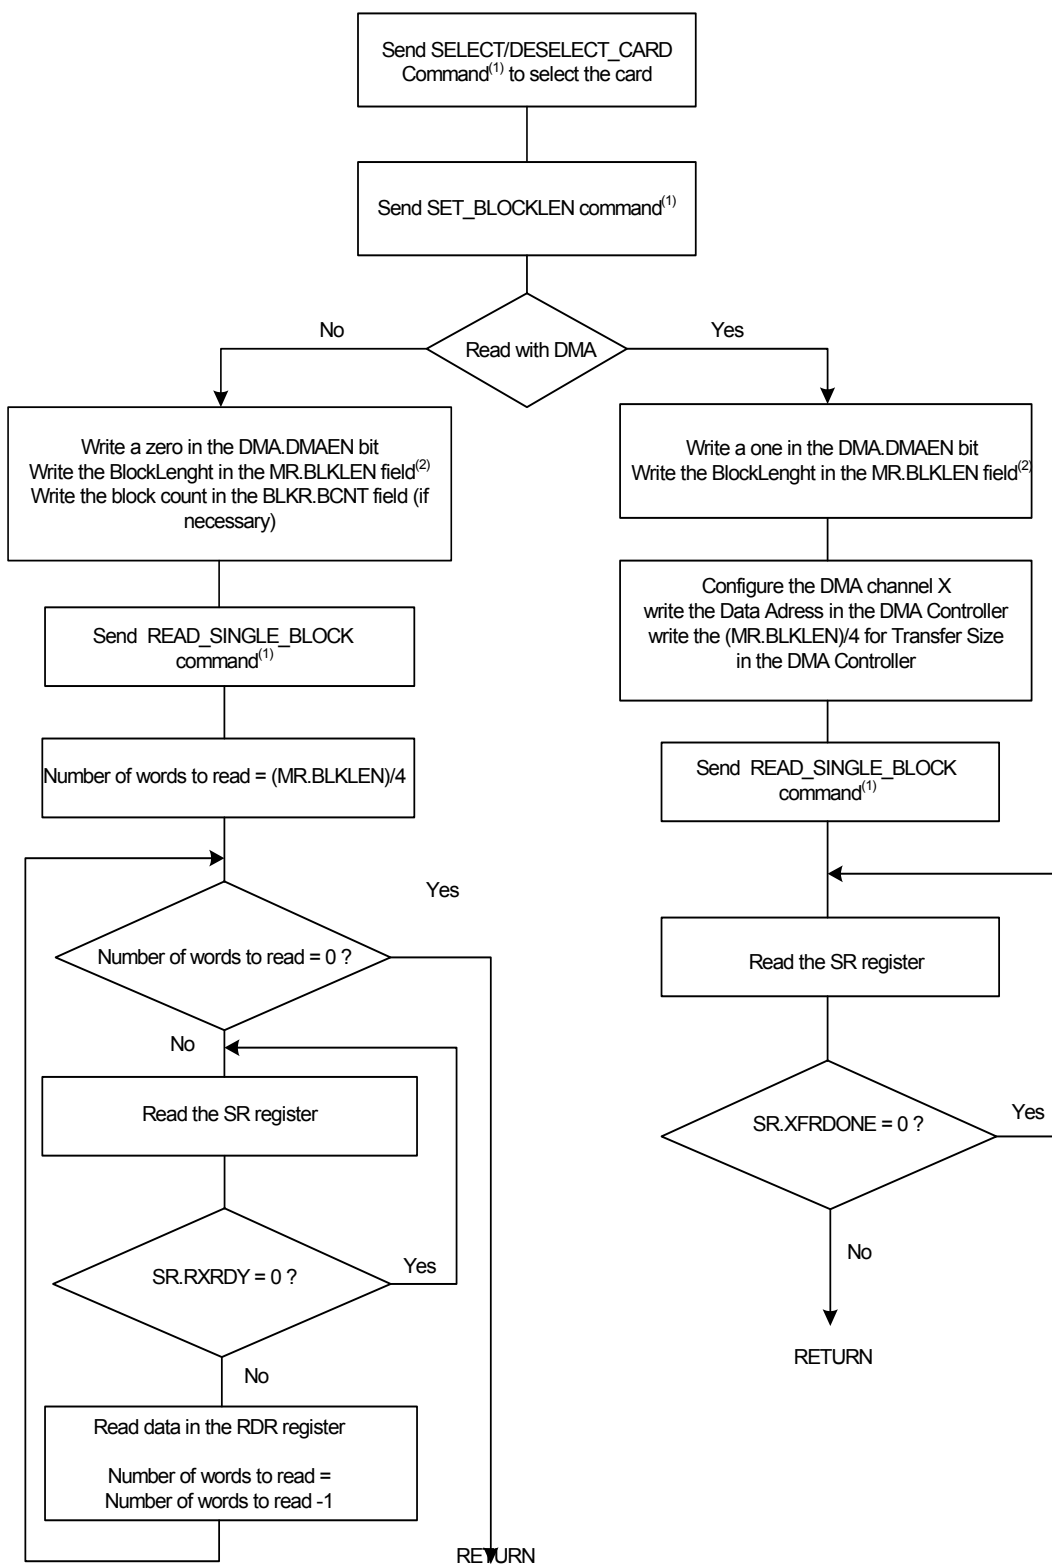 Send SELECT/DESELECT_CARD
Command(1) to select the card
Send SET_BLOCKLEN command(1)
No
Yes
Read with DMA
Write a zero in the DMA.DMAEN bit
Write the BlockLenght in the MR.BLKLEN field(2)
Write the block count in the BLKR.BCNT field (if
necessary)
Send READ_SINGLE_BLOCK
command(1)
Number of words to read = (MR.BLKLEN)/4
Yes
Number of words to read = 0 ?
No
Read the SR register
SR.RXRDY = 0 ?
Yes
No
Read data in the RDR register
Number of words to read =
Number of words to read -1
RETURN
Write a one in the DMA.DMAEN bit
Write the BlockLenght in the MR.BLKLEN field(2)
Configure the DMA channel X
write the Data Adress in the DMA Controller
write the (MR.BLKLEN)/4 for Transfer Size
in the DMA Controller
Send READ_SINGLE_BLOCK
command(1)
Read the SR register
SR.XFRDONE = 0 ?
Yes
No
RETURN